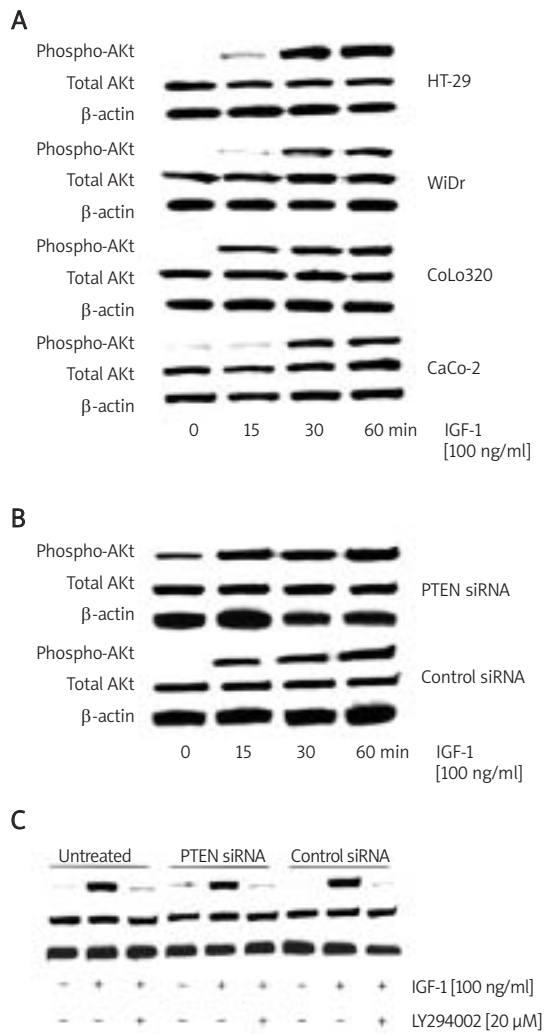 A
Phospho-AKt
Total AKt
β-actin
HT-29
Phospho-AKt
Total AKt
β-actin
WiDr
Phospho-AKt
Total AKt
β-actin
CoLo320
Phospho-AKt
Total AKt
β-actin
CaCo-2
0 15 30 60 min IGF-1
[100 ng/ml]
B
Phospho-AKt
Total AKt
β-actin
PTEN siRNA
Phospho-AKt
Total AKt
β-actin
Control siRNA
0 15 30 60 min IGF-1
[100 ng/ml]
C
Untreated PTEN siRNA Control siRNA
– + + – + + – + + IGF-1 [100 ng/ml]
– – + – – + – – + LY294002 [20 μM]